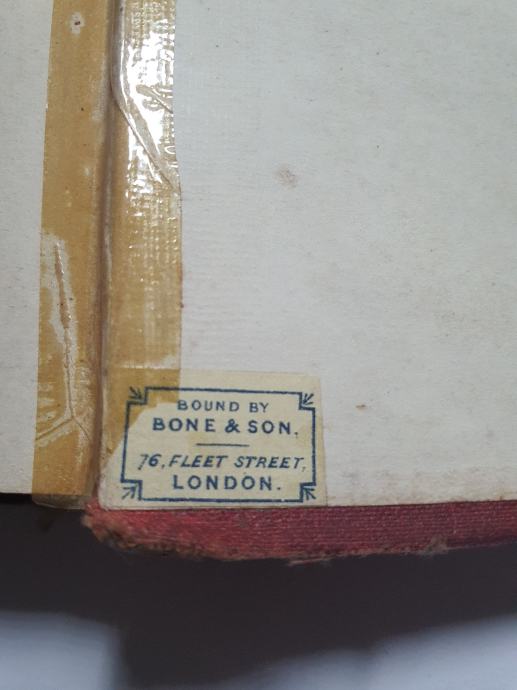 BOUND BY
BONE & SON.
76, FLEET STREET,
LONDON.